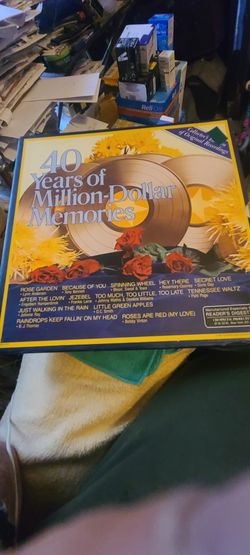 Collector's
of Original Recordings
40
Years of
Million-Dollar
Memories
ROSE GARDEN BECAUSE OF YOU SPINNING WHEEL HEY THERE SECRET LOVE
- Lynn Anderson - Tony Bennett - Blood, Sweat & Tears - Rosemary Clooney - Doris Day
AFTER THE LOVIN' JEZEBEL TOO MUCH, TOO LITTLE, TOO LATE TENNESSEE WALTZ
- Engelbert Humperdinck - Frankie Laine - Johnny Mathis & Deniece Williams - Patti Page
JUST WALKING IN THE RAIN LITTLE GREEN APPLES
- Johnnie Ray - O.C. Smith
RAINDROPS KEEP FALLIN' ON MY HEAD ROSES ARE RED (MY LOVE)
- B.J. Thomas - Bobby Vinton
Manufactured Especially
READER'S DIGEST